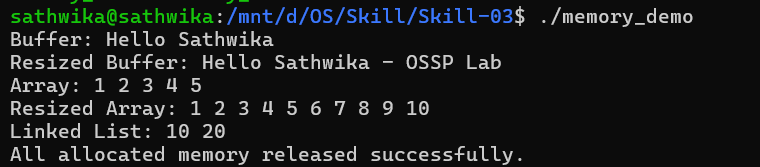 sathwika@sathwika:/mnt/d/OS/Skill/Skill-03$ ./memory_demo
Buffer: Hello Sathwika
Resized Buffer: Hello Sathwika - OSSP Lab
Array: 1 2 3 4 5
Resized Array: 1 2 3 4 5 6 7 8 9 10
Linked List: 10 20
All allocated memory released successfully.